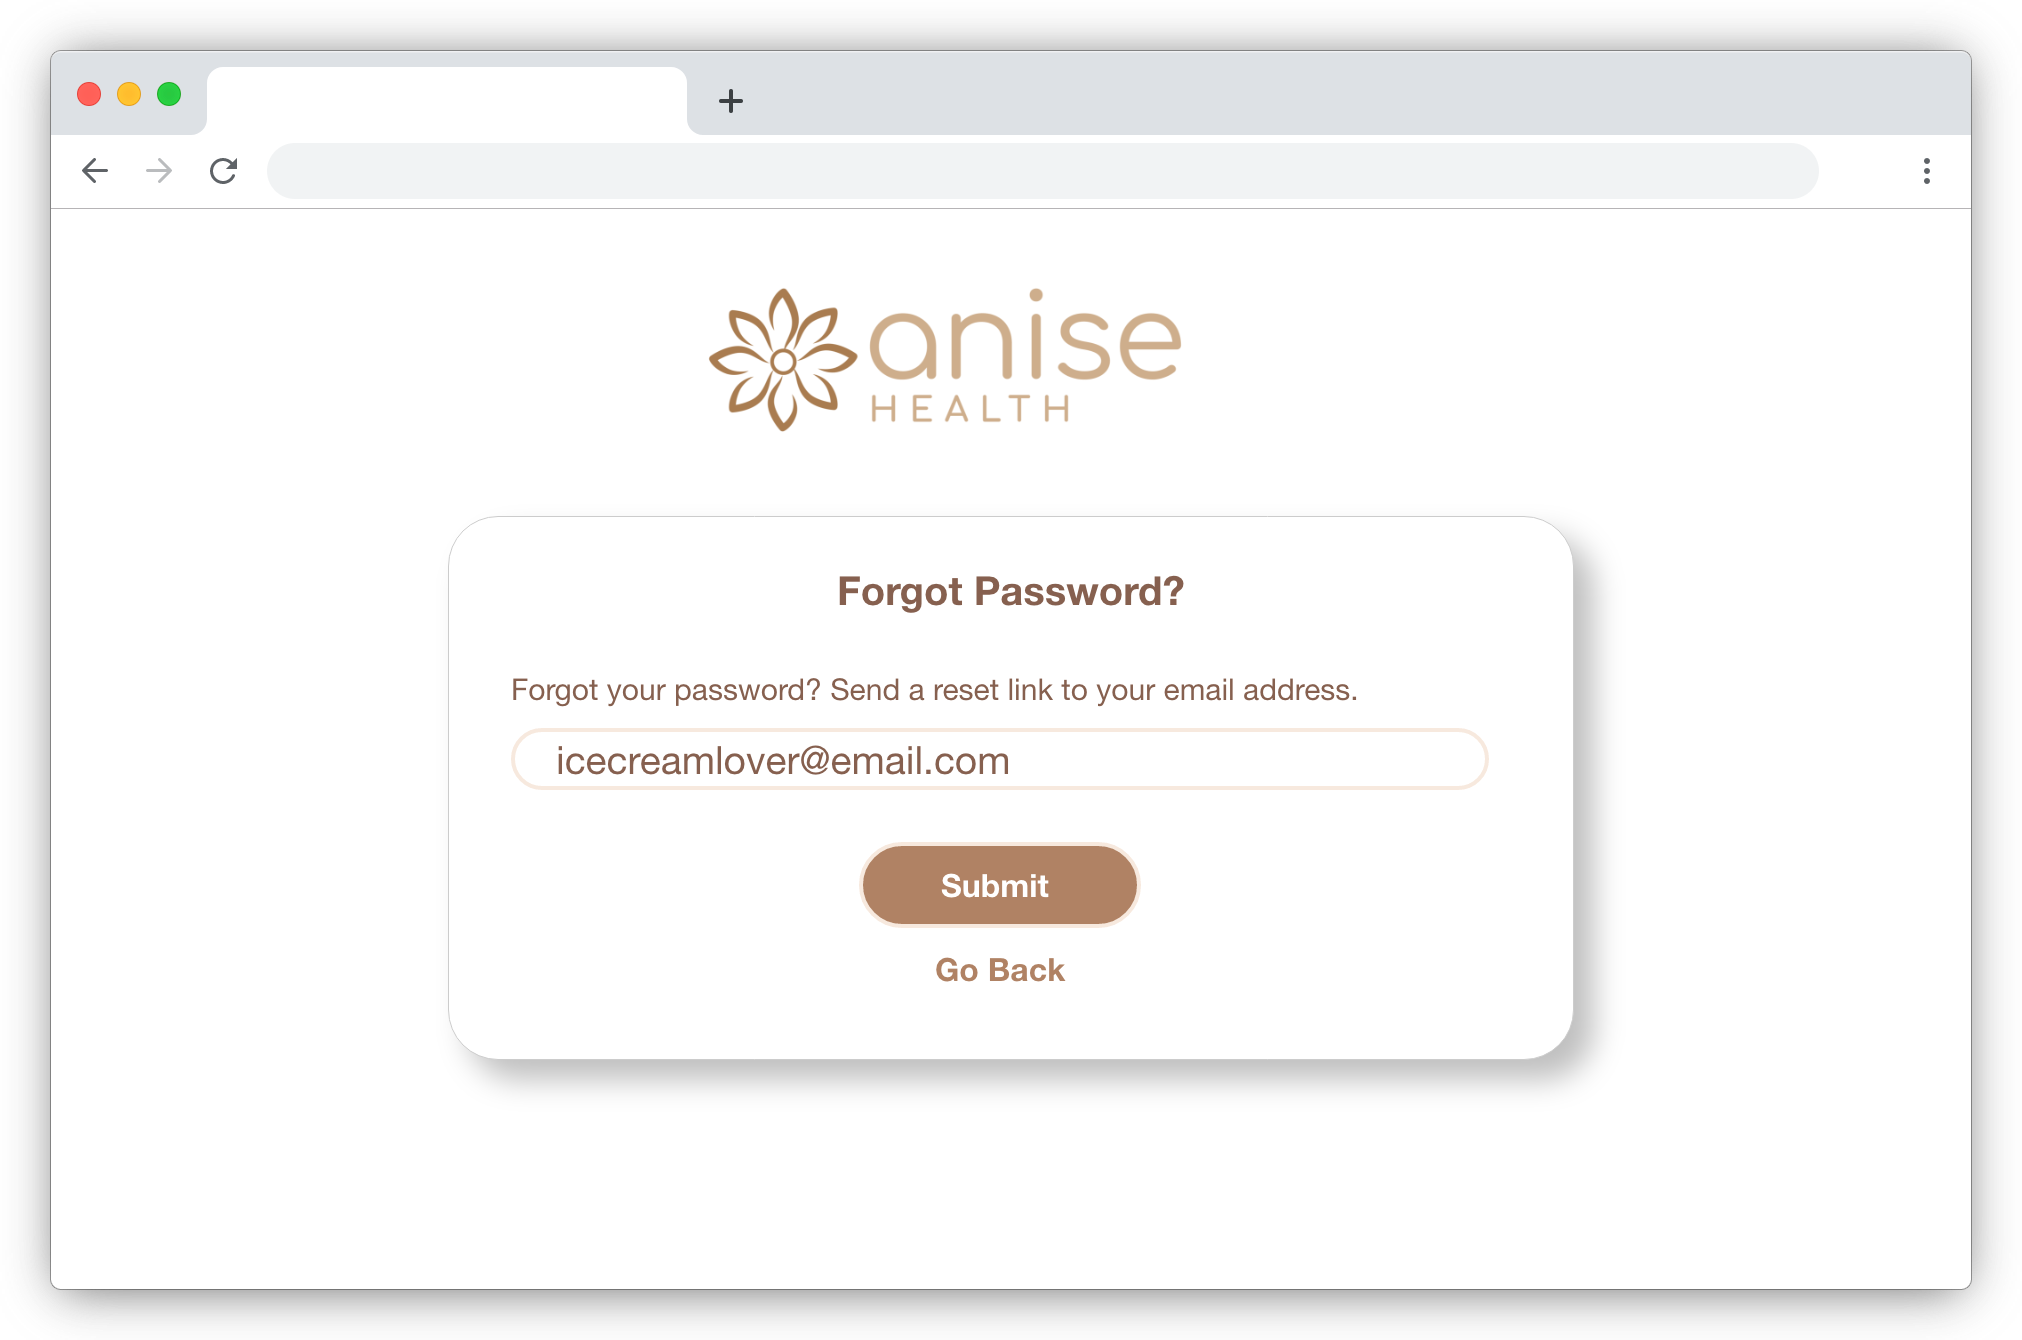 anise
HEALTH
Forgot Password?
Forgot your password? Send a reset link to your email address.
icecreamlover@email.com
Submit
Go Back